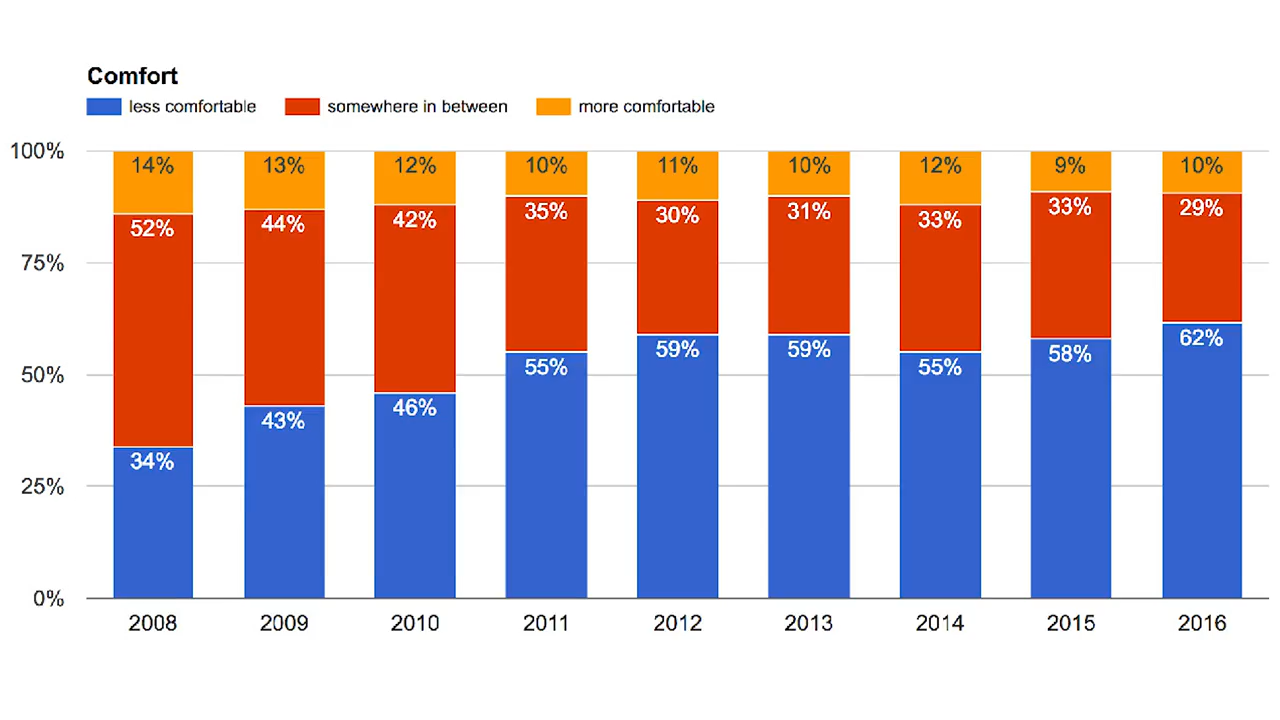 Comfort
less comfortable somewhere in between more comfortable
100%
14% 13% 12% 10% 11% 10% 12% 9% 10%
52% 44% 42% 35% 30% 31% 33% 33% 29%
75%
50%
34% 43% 46% 55% 59% 59% 55% 58% 62%
25%
0%
2008 2009 2010 2011 2012 2013 2014 2015 2016